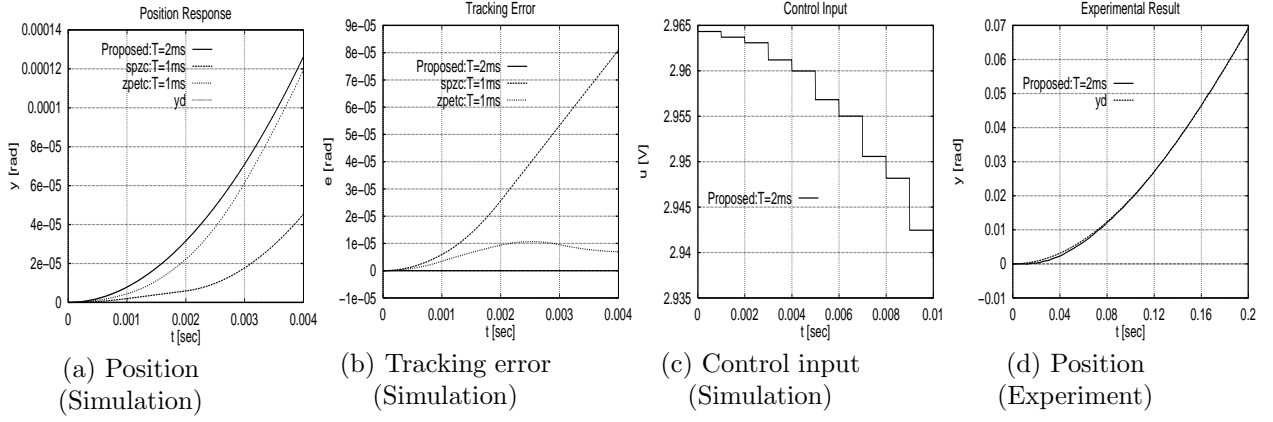 Position Response
0.00014
0.00012
0.0001
8e−05
6e−05
4e−05
2e−05
0
y [rad]
Proposed:T=2ms
spzc:T=1ms
zpetc:T=1ms
yd
0
0.001
0.002
0.003
0.004
t [sec]
(a) Position
(Simulation)
Tracking Error
9e−05
8e−05
7e−05
6e−05
5e−05
4e−05
3e−05
2e−05
1e−05
0
−1e−05
e [rad]
Proposed:T=2ms
spzc:T=1ms
zpetc:T=1ms
0
0.001
0.002
0.003
0.004
t [sec]
(b) Tracking error
(Simulation)
Control Input
2.965
2.96
2.955
2.95
2.945
2.94
2.935
u [V]
Proposed:T=2ms
0
0.002
0.004
0.006
0.008
0.01
t [sec]
(c) Control input
(Simulation)
Experimental Result
0.07
0.06
0.05
0.04
0.03
0.02
0.01
0
−0.01
y [rad]
Proposed:T=2ms
yd
0
0.04
0.08
0.12
0.16
0.2
t [sec]
(d) Position
(Experiment)